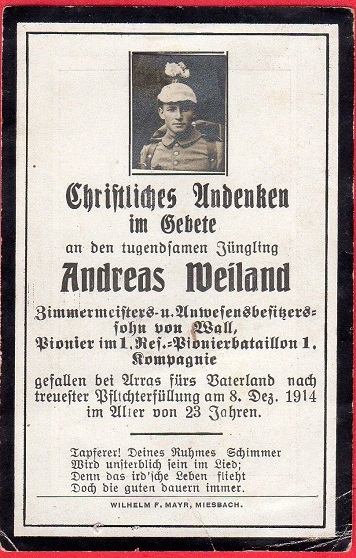 Christliches Andenken
im Gebete
an den tugendsamen Jüngling
Andreas Weiland
Zimmermeisters- u. Anwesensbesitzers-
sohn von Wall,
Pionier im 1. Res.-Pionierbataillon 1.
Kompagnie
gefallen bei Arras fürs Vaterland nach
treuester Pflichterfüllung am 8. Dez. 1914
im Alter von 23 Jahren.
Tapferer! Deines Ruhmes Schimmer
Wird unsterblich sein im Lied;
Denn das ird'sche Leben flieht
Doch die guten dauern immer.
WILHELM F. MAYR, MIESBACH.